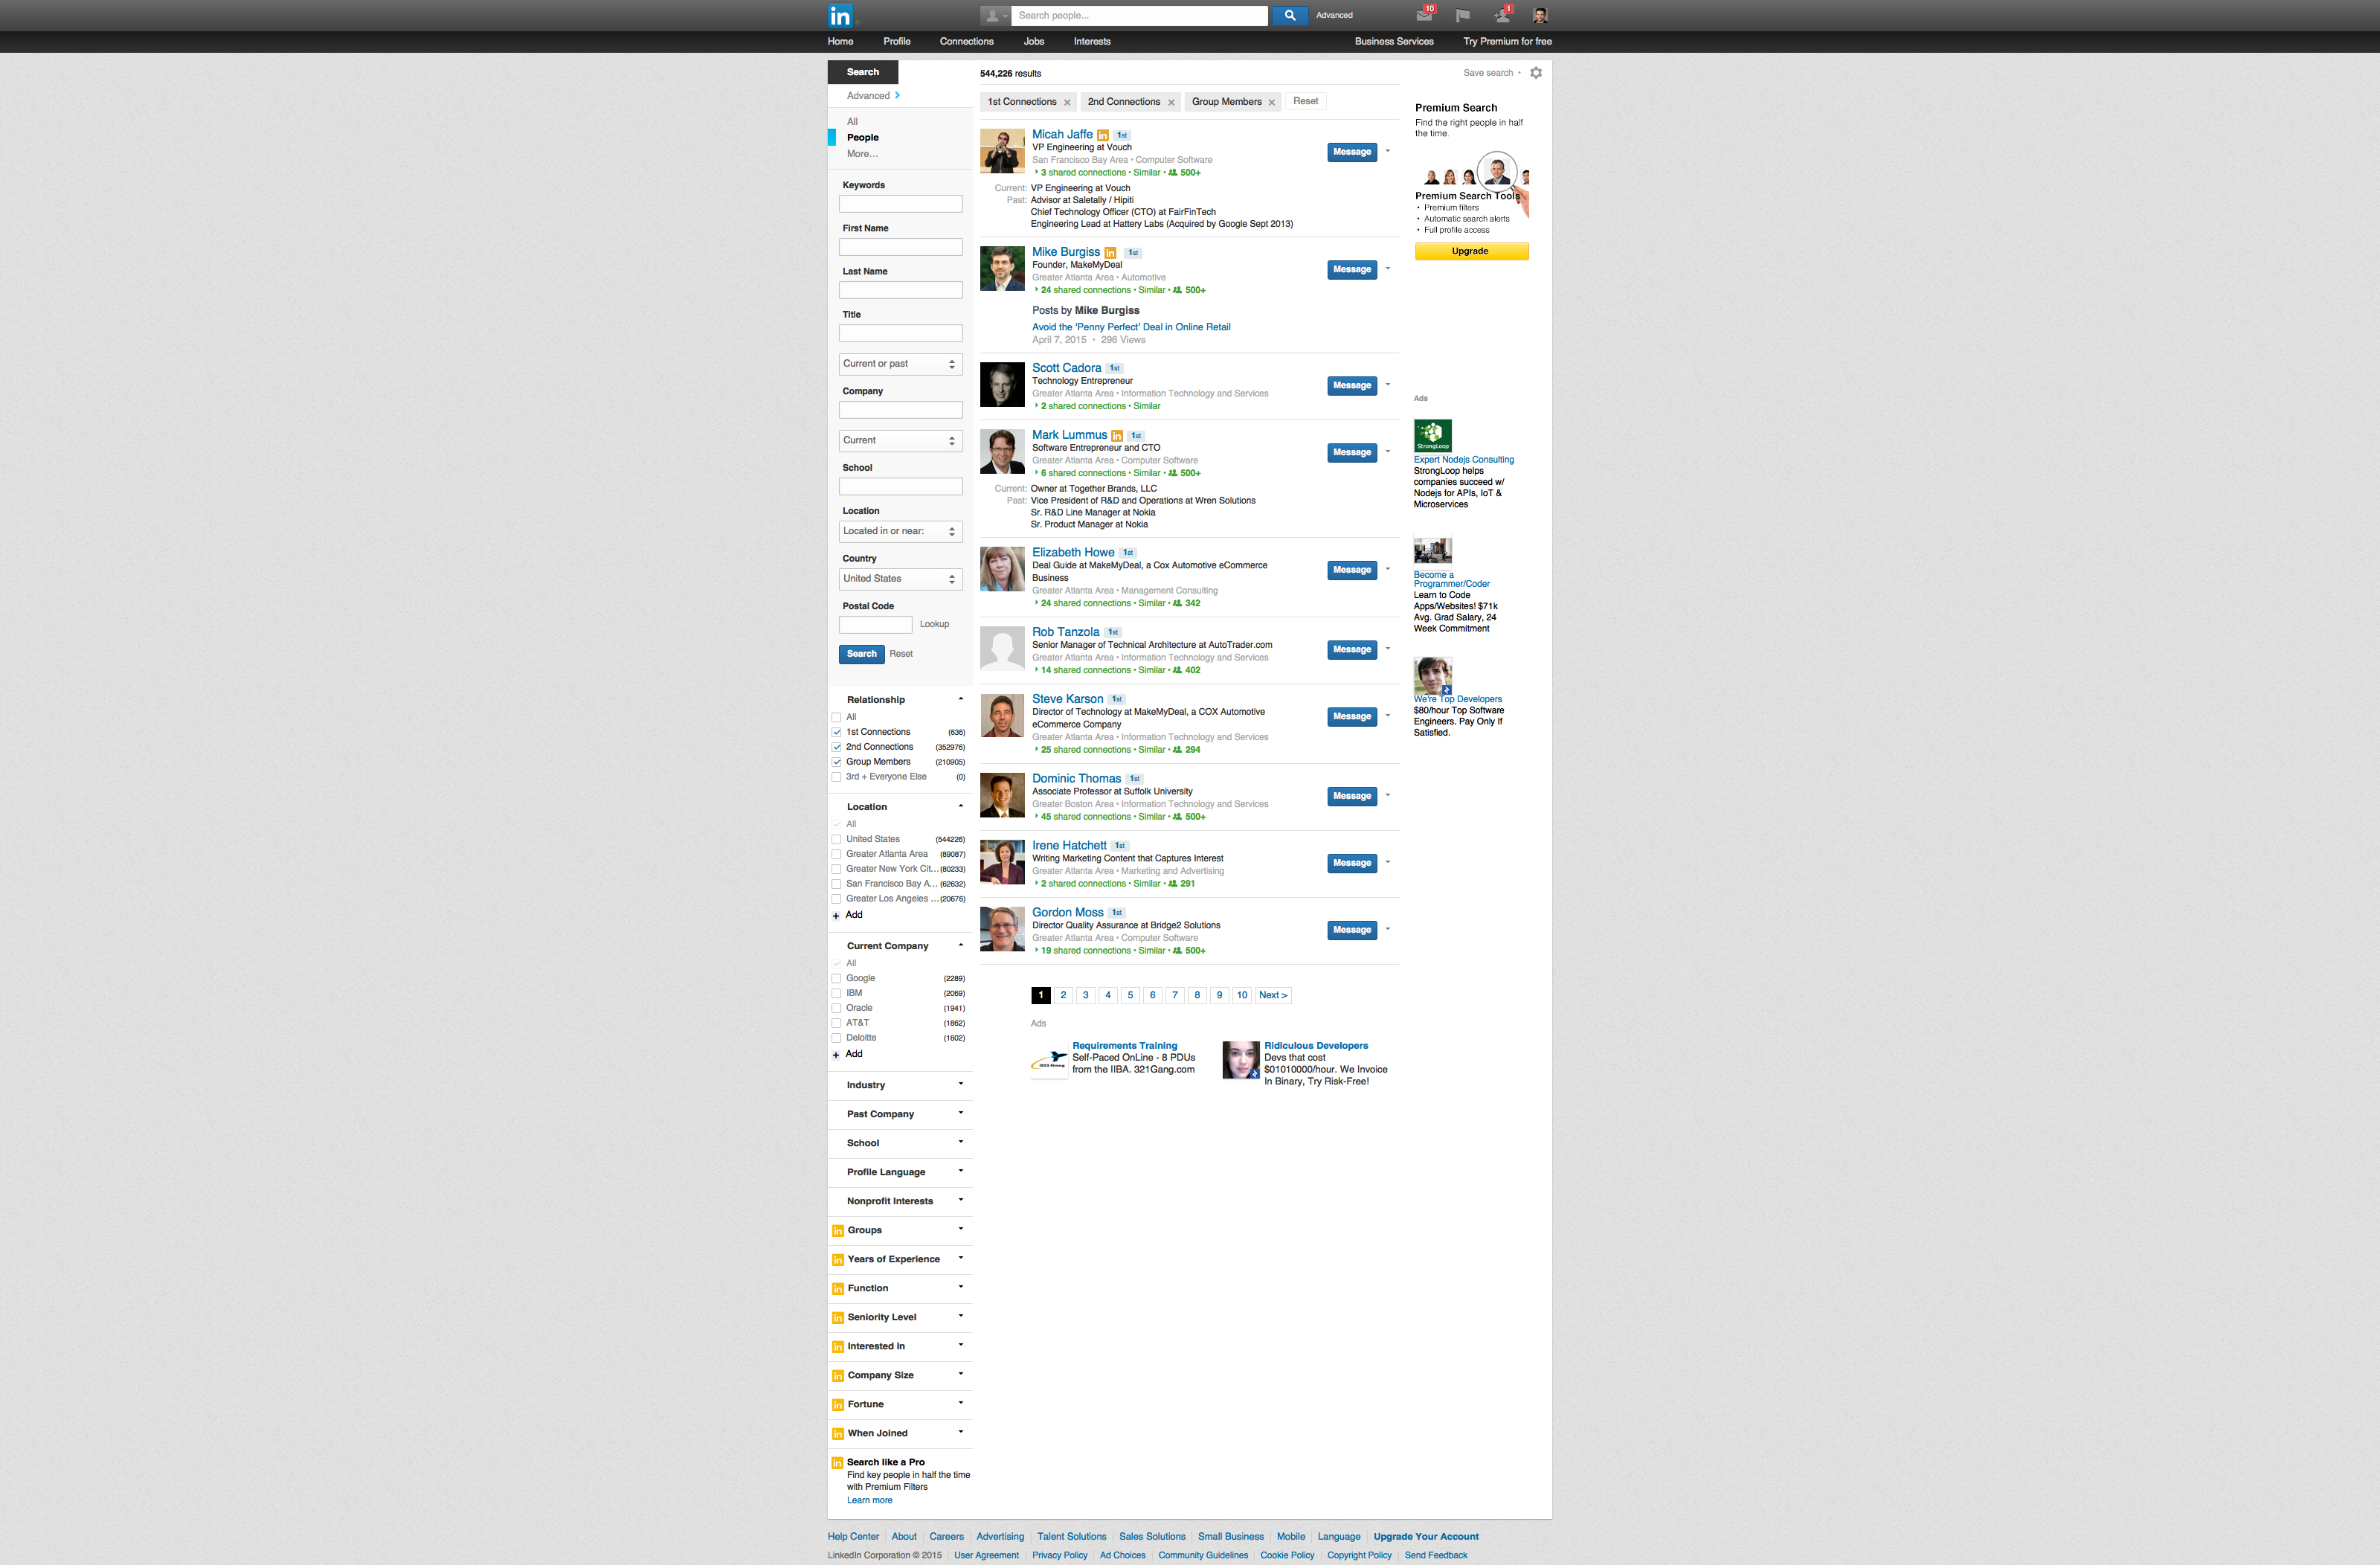 in
Search people...
Advanced
10
1
Home
Profile
Connections
Jobs
Interests
Business Services
Try Premium for free
Search
Advanced
All
People
More...
Keywords
First Name
Last Name
Title
Current or past
Company
Current
School
Location
Located in or near:
Country
United States
Postal Code
Lookup
Search
Reset
Relationship
All
1st Connections (636)
2nd Connections (352976)
Group Members (210905)
3rd + Everyone Else (0)
Location
All
United States (544226)
Greater Atlanta Area (89087)
Greater New York Cit... (80233)
San Francisco Bay A... (62632)
Greater Los Angeles ... (20676)
+ Add
Current Company
All
Google (2289)
IBM (2069)
Oracle (1941)
AT&T (1862)
Deloitte (1602)
+ Add
Industry
Past Company
School
Profile Language
Nonprofit Interests
in Groups
in Years of Experience
in Function
in Seniority Level
in Interested In
in Company Size
in Fortune
in When Joined
in Search like a Pro
Find key people in half the time
with Premium Filters
Learn more
544,226 results
Save search •
1st Connections ×
2nd Connections ×
Group Members ×
Reset
Micah Jaffe in 1st
VP Engineering at Vouch
San Francisco Bay Area • Computer Software
3 shared connections • Similar • 500+
Message
Current: VP Engineering at Vouch
Past: Advisor at Saletally / Hipiti
Chief Technology Officer (CTO) at FairFinTech
Engineering Lead at Hattery Labs (Acquired by Google Sept 2013)
Mike Burgiss in 1st
Founder, MakeMyDeal
Greater Atlanta Area • Automotive
24 shared connections • Similar • 500+
Message
Posts by Mike Burgiss
Avoid the ‘Penny Perfect’ Deal in Online Retail
April 7, 2015 • 296 Views
Scott Cadora 1st
Technology Entrepreneur
Greater Atlanta Area • Information Technology and Services
2 shared connections • Similar
Message
Mark Lummus in 1st
Software Entrepreneur and CTO
Greater Atlanta Area • Computer Software
6 shared connections • Similar • 500+
Message
Current: Owner at Together Brands, LLC
Past: Vice President of R&D and Operations at Wren Solutions
Sr. R&D Line Manager at Nokia
Sr. Product Manager at Nokia
Elizabeth Howe 1st
Deal Guide at MakeMyDeal, a Cox Automotive eCommerce
Business
Greater Atlanta Area • Management Consulting
24 shared connections • Similar • 342
Message
Rob Tanzola 1st
Senior Manager of Technical Architecture at AutoTrader.com
Greater Atlanta Area • Information Technology and Services
14 shared connections • Similar • 402
Message
Steve Karson 1st
Director of Technology at MakeMyDeal, a COX Automotive
eCommerce Company
Greater Atlanta Area • Information Technology and Services
25 shared connections • Similar • 294
Message
Dominic Thomas 1st
Associate Professor at Suffolk University
Greater Boston Area • Information Technology and Services
45 shared connections • Similar • 500+
Message
Irene Hatchett 1st
Writing Marketing Content that Captures Interest
Greater Atlanta Area • Marketing and Advertising
2 shared connections • Similar • 291
Message
Gordon Moss 1st
Director Quality Assurance at Bridge2 Solutions
Greater Atlanta Area • Computer Software
19 shared connections • Similar • 500+
Message
1 2 3 4 5 6 7 8 9 10 Next >
Ads
321 Gang
Requirements Training
Self-Paced OnLine - 8 PDUs
from the IIBA. 321Gang.com
Ridiculous Developers
Devs that cost
$01010000/hour. We Invoice
In Binary, Try Risk-Free!
Premium Search
Find the right people in half
the time.
Premium Search Tools
• Premium filters
• Automatic search alerts
• Full profile access
Upgrade
Ads
StrongLoop
Expert Nodejs Consulting
StrongLoop helps
companies succeed w/
Nodejs for APIs, IoT &
Microservices
Become a
Programmer/Coder
Learn to Code
Apps/Websites! $71k
Avg. Grad Salary, 24
Week Commitment
We're Top Developers
$80/hour Top Software
Engineers. Pay Only If
Satisfied.
Help Center
About
Careers
Advertising
Talent Solutions
Sales Solutions
Small Business
Mobile
Language
Upgrade Your Account
LinkedIn Corporation © 2015
User Agreement
Privacy Policy
Ad Choices
Community Guidelines
Cookie Policy
Copyright Policy
Send Feedback